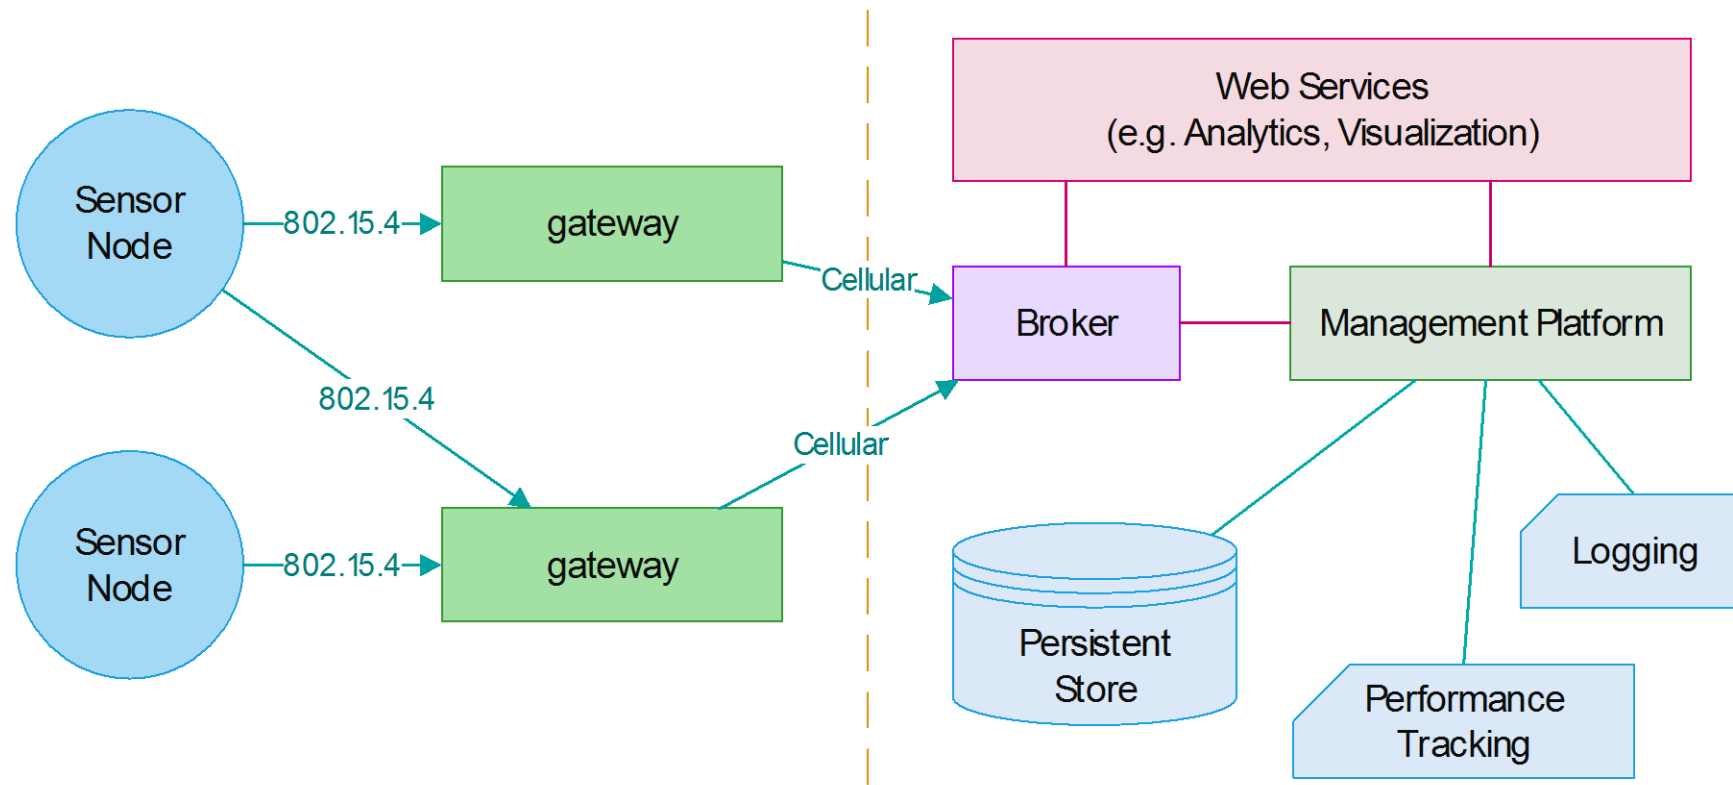 Web Services
(e.g. Analytics, Visualization)
Sensor
Node
802.15.4
gateway
Cellular
Broker
Management Platform
802.15.4
Cellular
Sensor
Node
802.15.4
gateway
Logging
Persistent
Store
Performance
Tracking